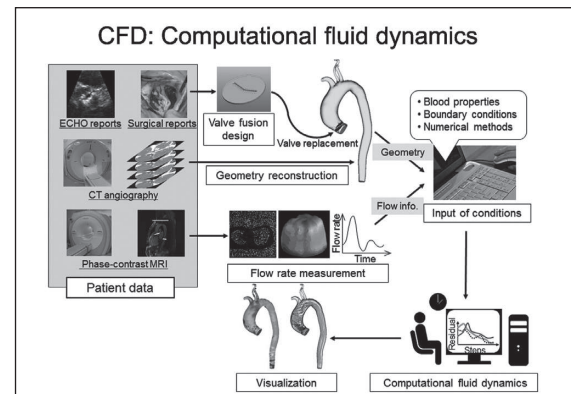 CFD: Computational fluid dynamics
ECHO reports
Surgical reports
Valve fusion
design
Valve replacement
• Blood properties
• Boundary conditions
• Numerical methods
CT angiography
Geometry reconstruction
Geometry
Flow info.
Input of conditions
Phase-contrast MRI
Flow rate
Time
Flow rate measurement
Patient data
Residual
Steps
Visualization
Computational fluid dynamics